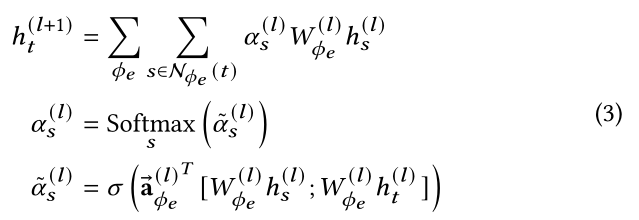 h_t^{(l+1)} = \sum_{\phi_e} \sum_{s \in \mathcal{N}_{\phi_e}(t)} \alpha_s^{(l)} W_{\phi_e}^{(l)} h_s^{(l)}
\alpha_s^{(l)} = \underset{s}{\text{Softmax}} \left( \tilde{\alpha}_s^{(l)} \right) (3)
\tilde{\alpha}_s^{(l)} = \sigma \left( \vec{\mathbf{a}}_{\phi_e}^{(l)^T} [ W_{\phi_e}^{(l)} h_s^{(l)} ; W_{\phi_e}^{(l)} h_t^{(l)} ] \right)